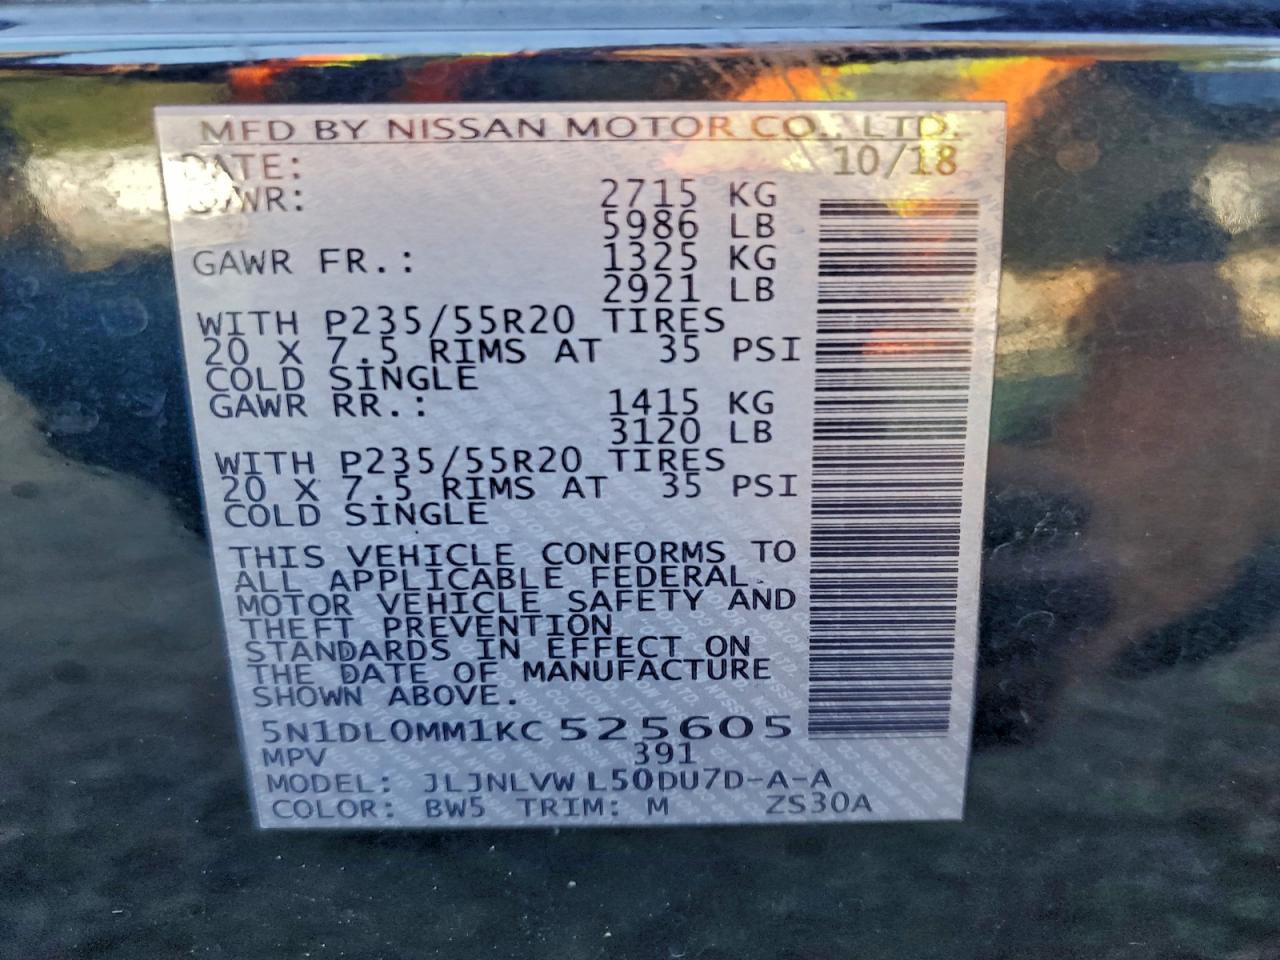 MFD BY NISSAN MOTOR CO., LTD.
DATE: 10/18
GVWR: 2715 KG
5986 LB
GAWR FR.: 1325 KG
2921 LB
WITH P235/55R20 TIRES
20 X 7.5 RIMS AT 35 PSI
COLD SINGLE
GAWR RR.: 1415 KG
3120 LB
WITH P235/55R20 TIRES
20 X 7.5 RIMS AT 35 PSI
COLD SINGLE
THIS VEHICLE CONFORMS TO
ALL APPLICABLE FEDERAL
MOTOR VEHICLE SAFETY AND
THEFT PREVENTION
STANDARDS IN EFFECT ON
THE DATE OF MANUFACTURE
SHOWN ABOVE.
5N1DL0MM1KC525605
MPV 391
MODEL: JLJNLVWL50DU7D-A-A
COLOR: BW5 TRIM: M ZS30A